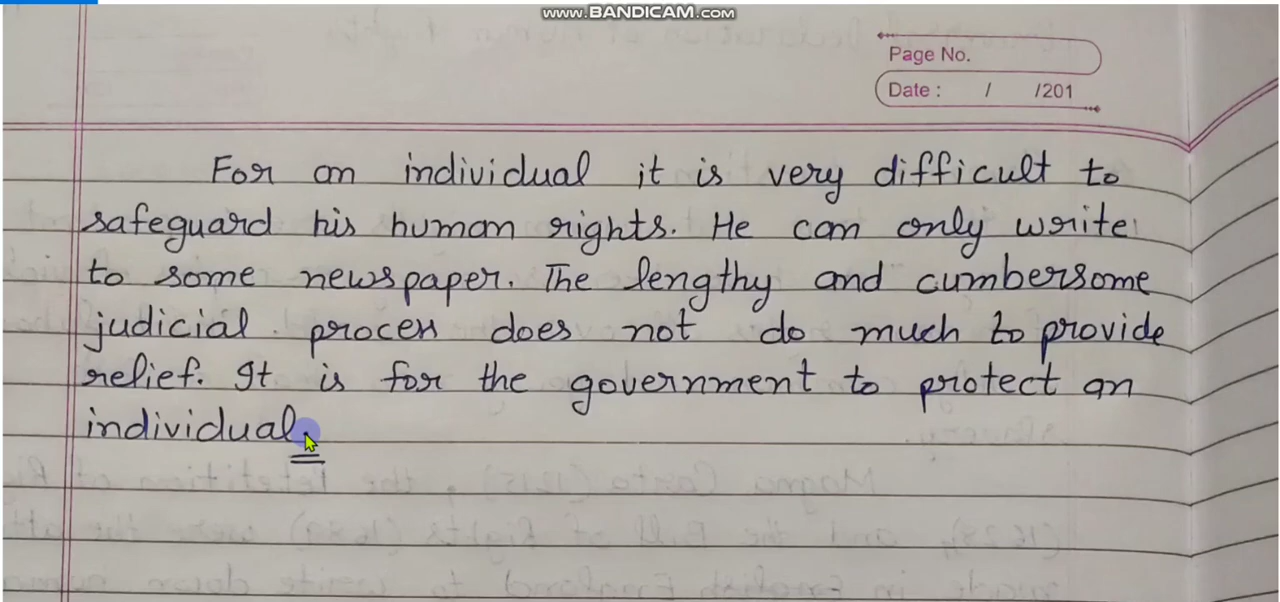 www.BANDICAM.com
Page No.
Date : / /201
For an individual it is very difficult to
safeguard his human rights. He can only write
to some newspaper. The lengthy and cumbersome
judicial process does not do much to provide
relief. It is for the government to protect an
individual.